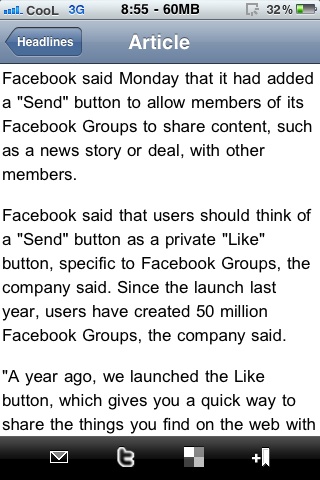 CooL 3G 8:55 - 60MB 32%
Headlines Article
Facebook said Monday that it had added
a "Send" button to allow members of its
Facebook Groups to share content, such
as a news story or deal, with other
members.
Facebook said that users should think of
a "Send" button as a private "Like"
button, specific to Facebook Groups, the
company said. Since the launch last
year, users have created 50 million
Facebook Groups, the company said.
"A year ago, we launched the Like
button, which gives you a quick way to
share the things you find on the web with